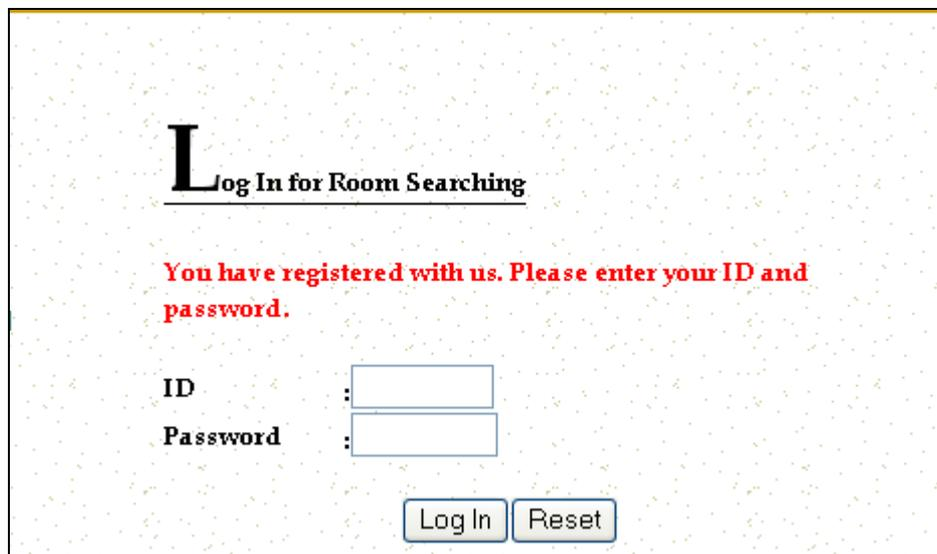 Log In for Room Searching
You have registered with us. Please enter your ID and
password.
ID :
Password :
Log In Reset